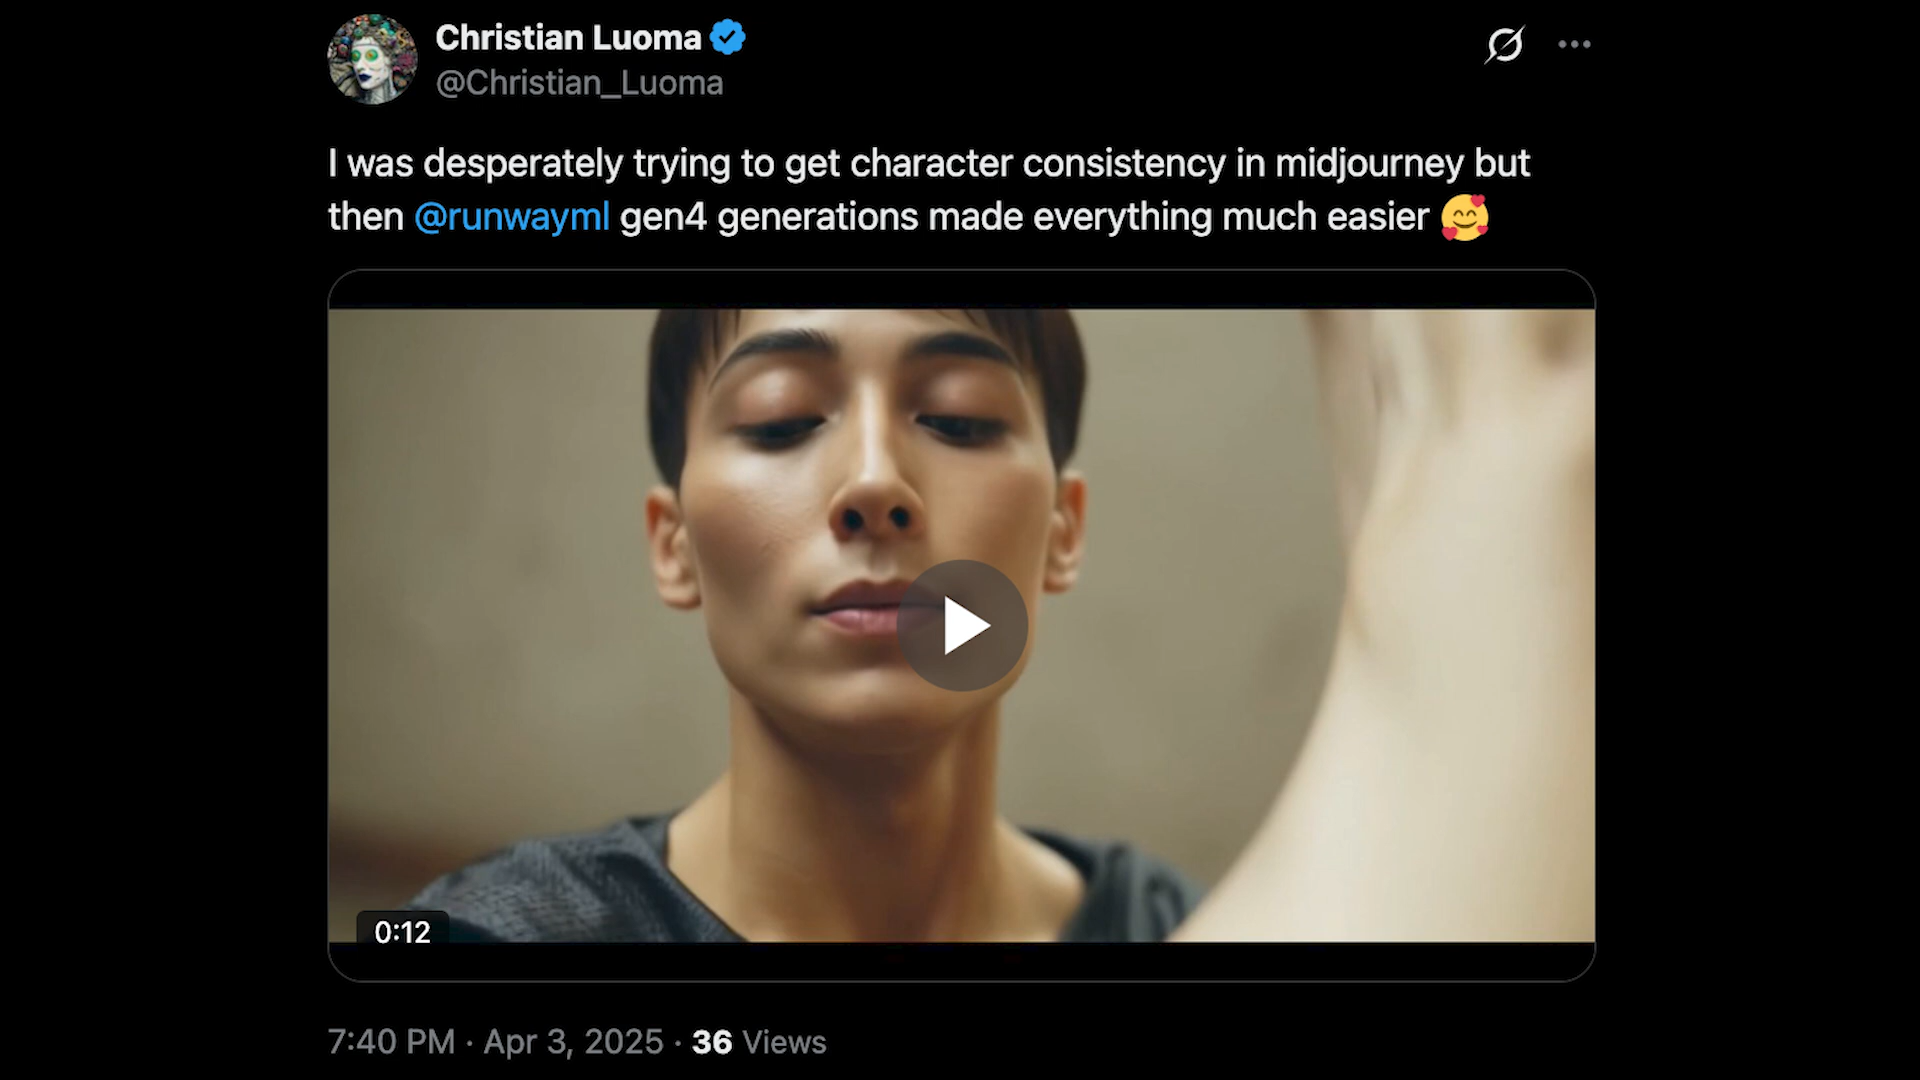 Christian Luoma
@Christian_Luoma
I was desperately trying to get character consistency in midjourney but
then @runwayml gen4 generations made everything much easier 🥰
0:12
7:40 PM · Apr 3, 2025 · 36 Views